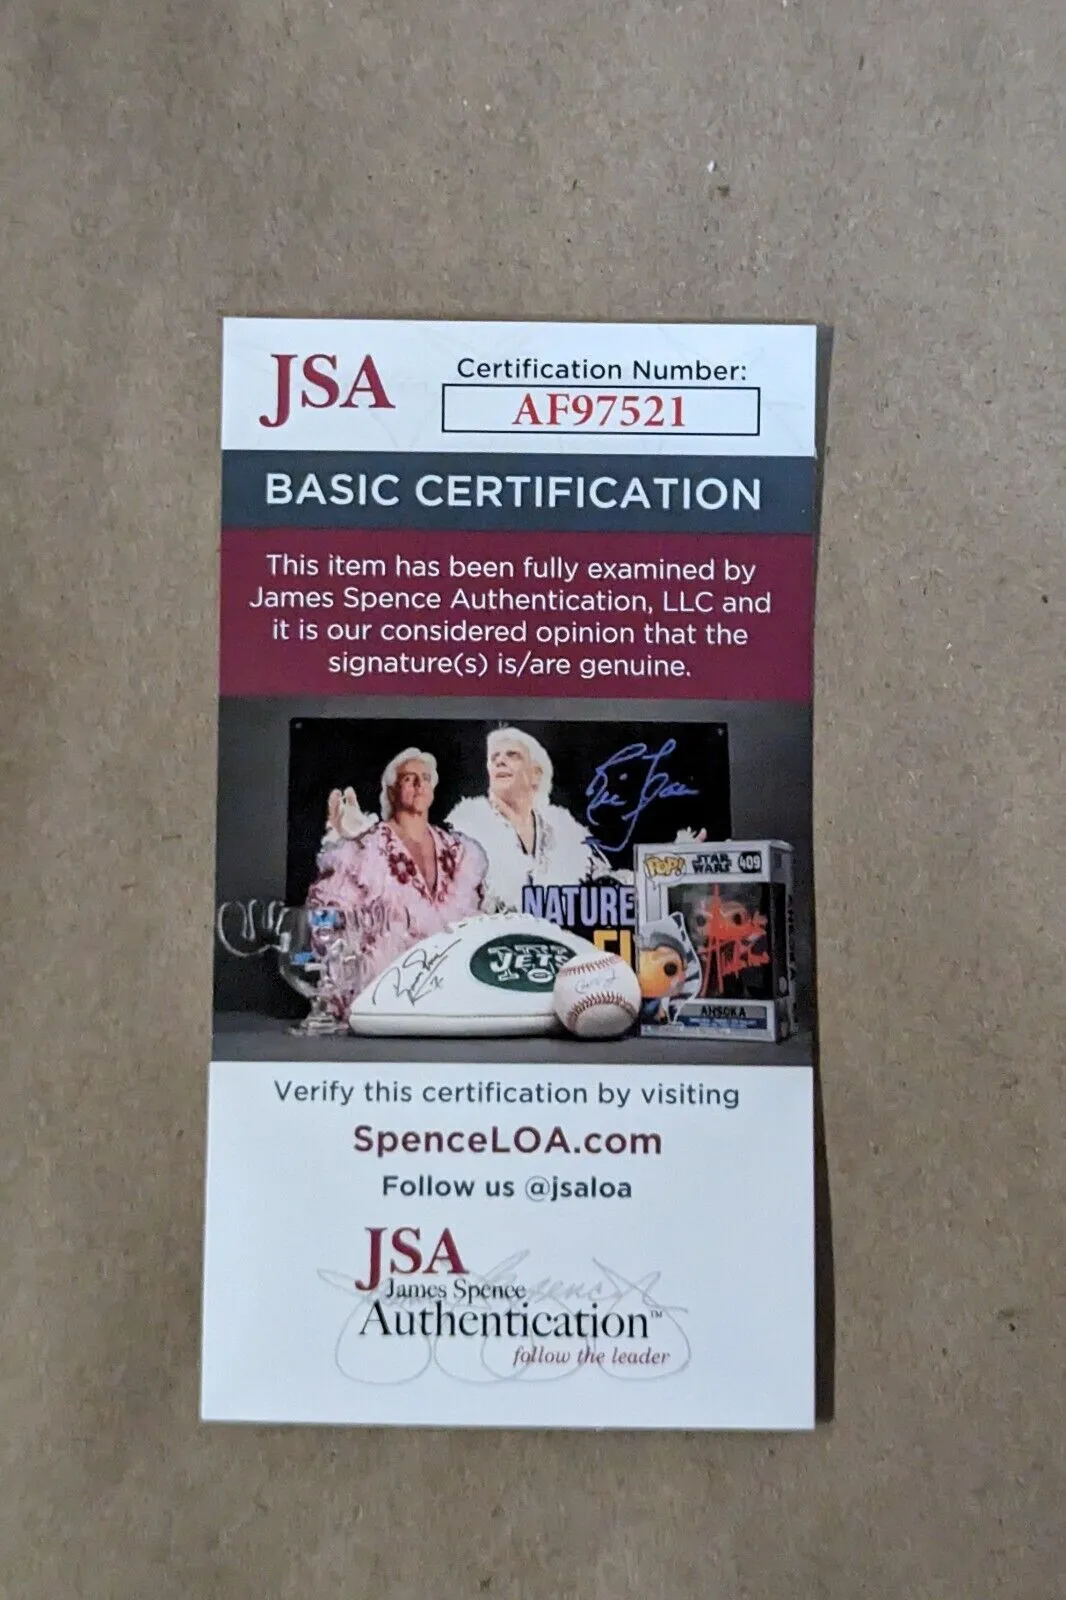 JSA
Certification Number:
AF97521
BASIC CERTIFICATION
This item has been fully examined by
James Spence Authentication, LLC and
it is our considered opinion that the
signature(s) is/are genuine.
NATURE
JETS
POP!
STAR
WARS
409
AHSOKA
Verify this certification by visiting
SpenceLOA.com
Follow us @jsaloa
JSA
James Spence
Authentication™
follow the leader